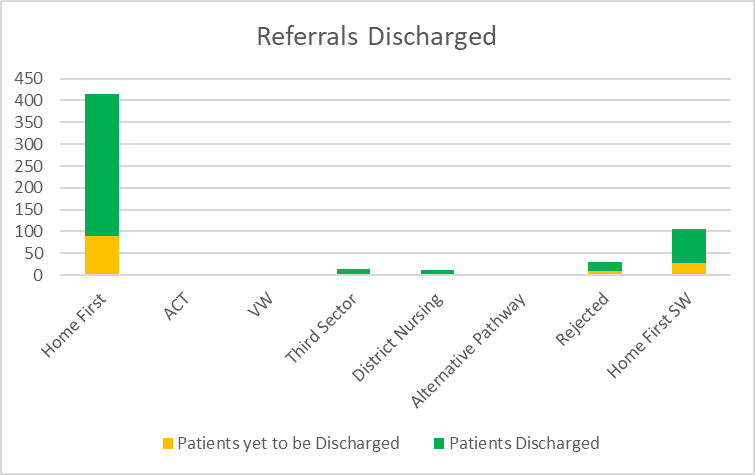 Referrals Discharged
450
400
350
300
250
200
150
100
50
0
Home First
ACT
VW
Third Sector
District Nursing
Alternative Pathway
Rejected
Home First SW
Patients yet to be Discharged
Patients Discharged